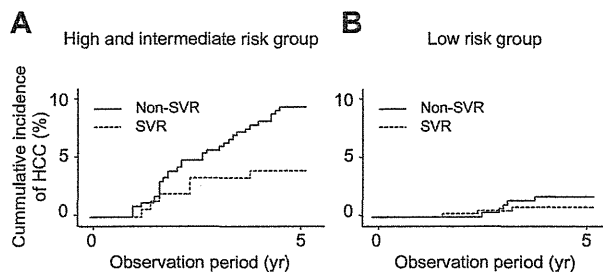 A
High and intermediate risk group
B
Low risk group
Cummulative incidence
of HCC (%)
10
5
0
Non-SVR
SVR
0
5
Observation period (yr)
10
5
0
Non-SVR
SVR
0
5
Observation period (yr)